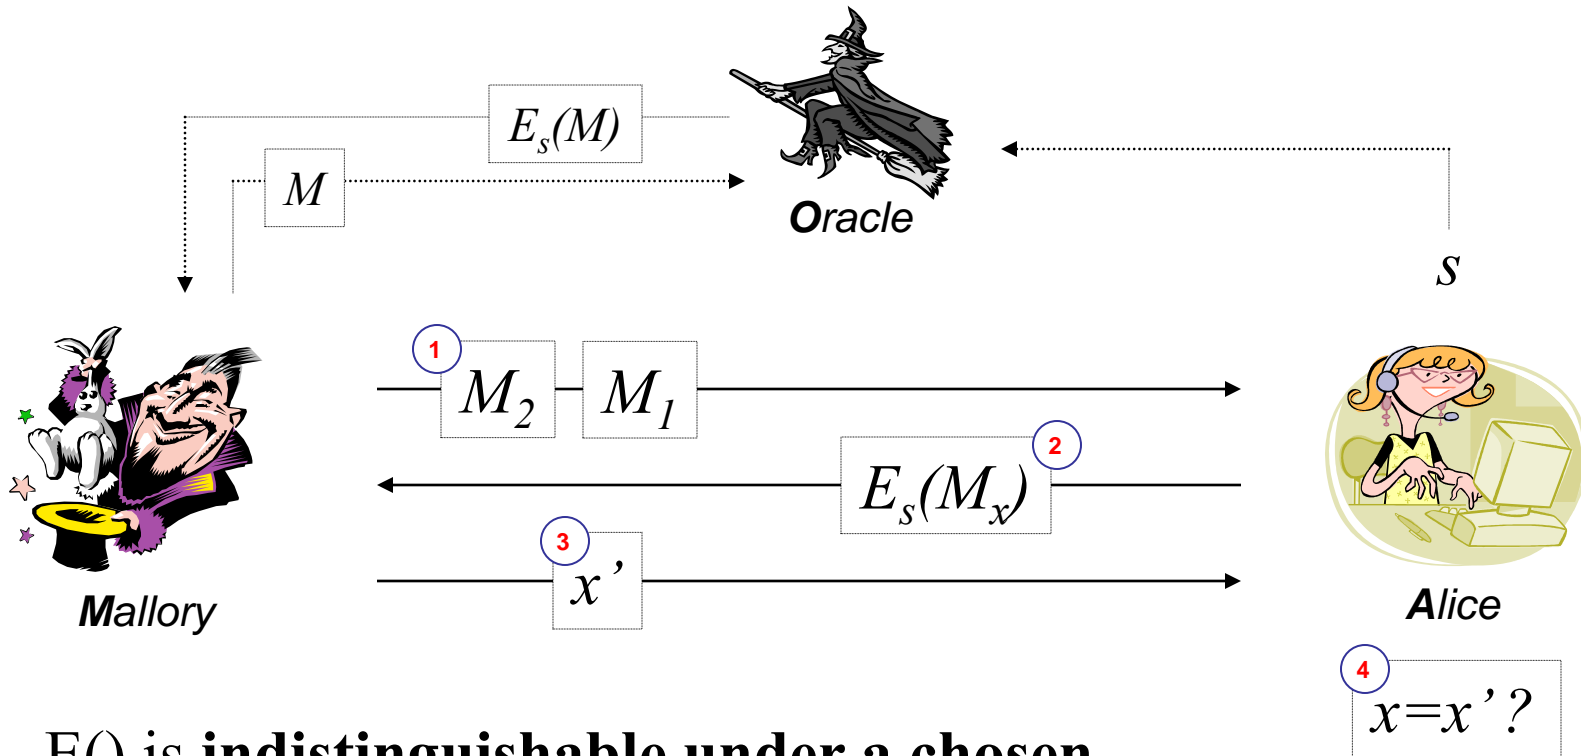 E_s(M)
M
Oracle
s
1
M_2 M_1
2
E_s(M_x)
3
x’
Mallory
Alice
4
x=x’?
E() is indistinguishable under a chosen